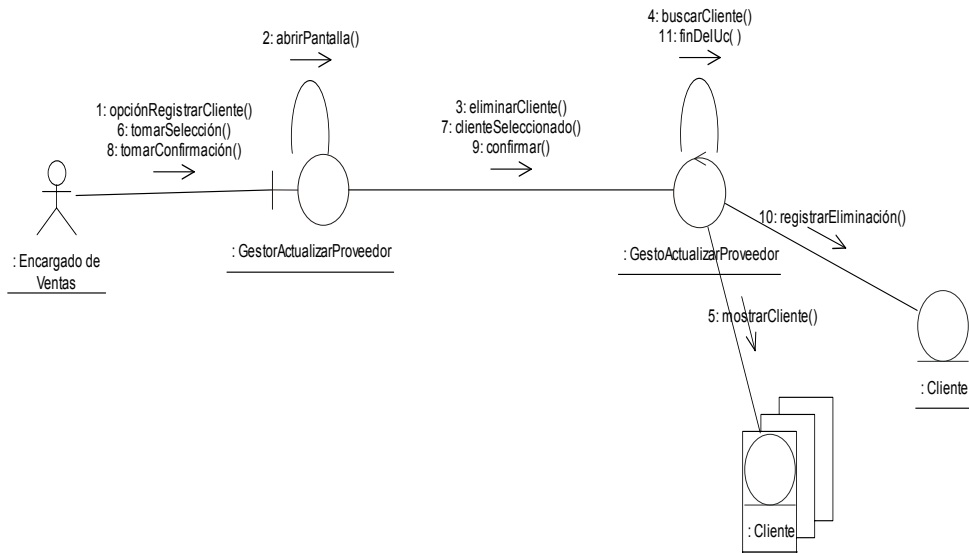 2: abrirPantalla()
4: buscarCliente()
11: finDelUc( )
1: opciónRegistrarCliente()
6: tomarSelección()
8: tomarConfirmación()
3: eliminarCliente()
7: clienteSeleccionado()
9: confirmar()
10: registrarEliminación()
: Encargado de
Ventas
: GestorActualizarProveedor
: GestoActualizarProveedor
5: mostrarCliente()
: Cliente
: Cliente